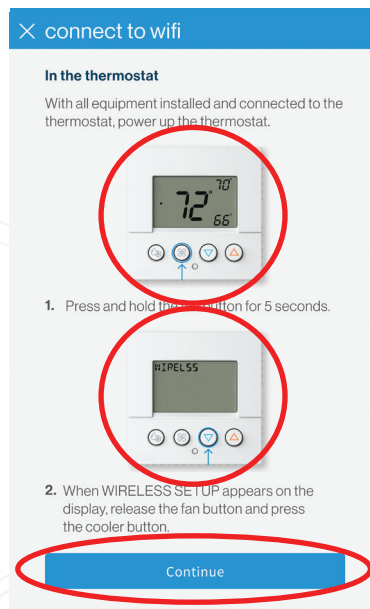 connect to wifi
In the thermostat
With all equipment installed and connected to the
thermostat, power up the thermostat.
70°
72°
66°
1. Press and hold the button for 5 seconds.
WIPELSS
2. When WIRELESS SETUP appears on the
display, release the fan button and press
the cooler button.
Continue